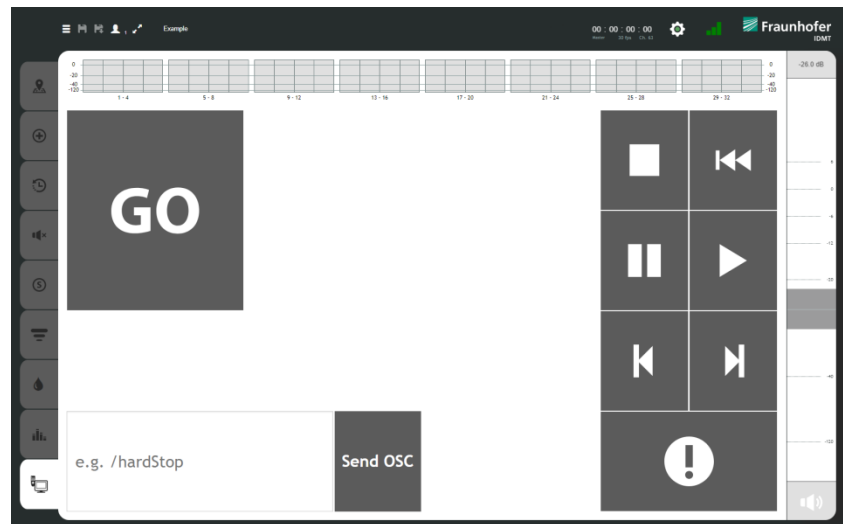 Example
00 : 00 : 00 : 00
30 fps
Fraunhofer
IDMT
0
-20
-40
-120
0
-20
-40
-120
-26.0 dB
1 - 4
5 - 8
9 - 12
13 - 16
17 - 20
21 - 24
25 - 28
29 - 32
GO
S
e.g. /hardStop
Send OSC